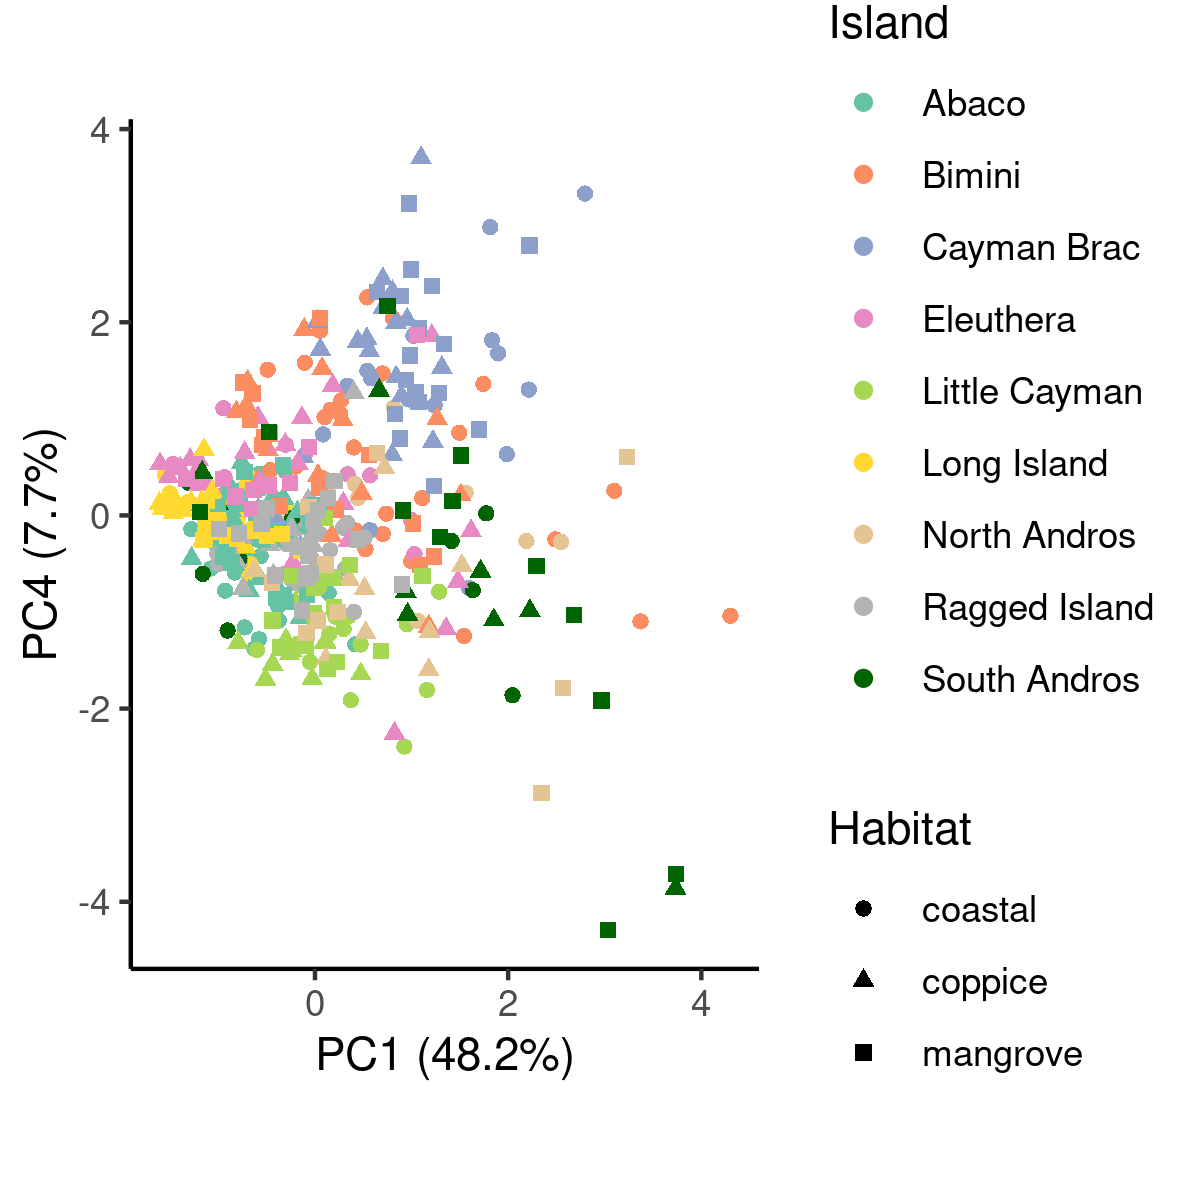 4
2
0
-2
-4
PC4 (7.7%)
0 2 4
PC1 (48.2%)
Island
Abaco
Bimini
Cayman Brac
Eleuthera
Little Cayman
Long Island
North Andros
Ragged Island
South Andros
Habitat
coastal
coppice
mangrove